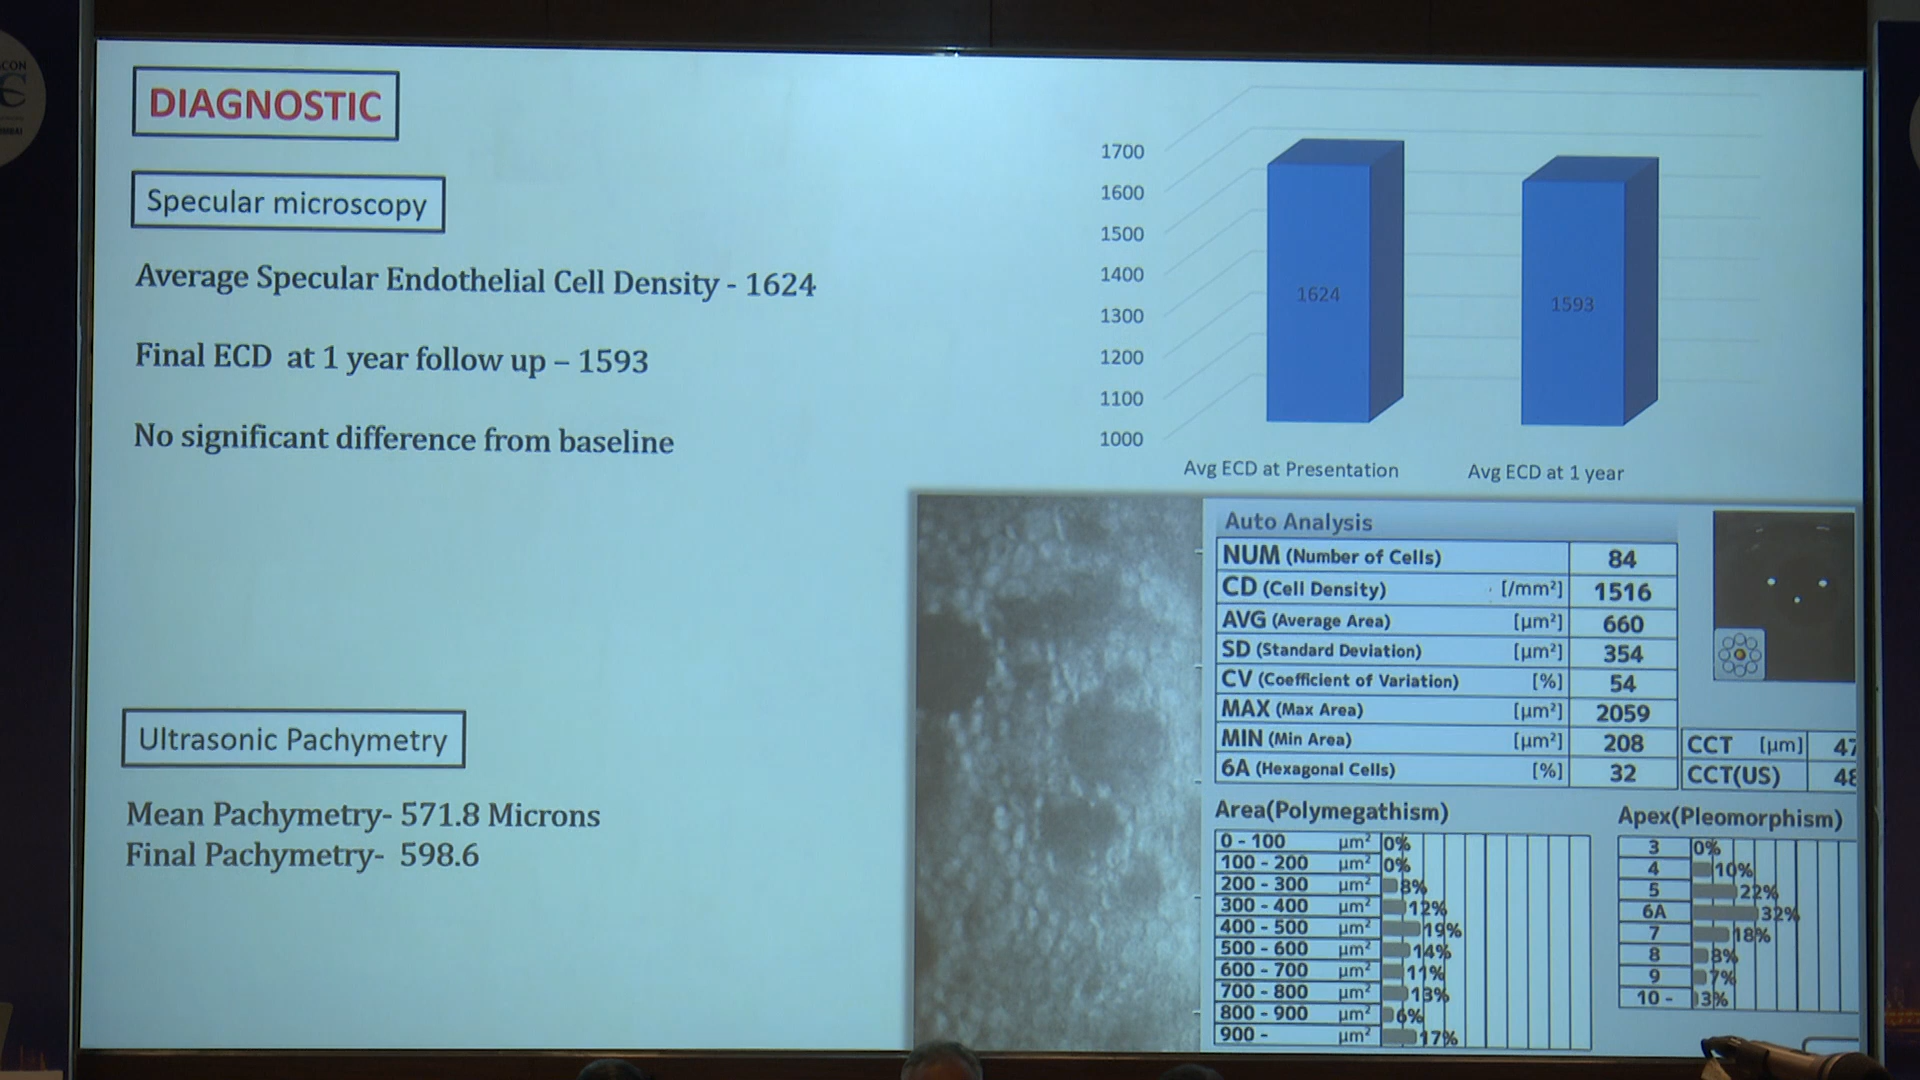 CON
DIAGNOSTIC
Specular microscopy
Average Specular Endothelial Cell Density - 1624
Final ECD at 1 year follow up – 1593
No significant difference from baseline
Ultrasonic Pachymetry
Mean Pachymetry- 571.8 Microns
Final Pachymetry- 598.6
1700
1600
1500
1400
1300
1200
1100
1000
1624
1593
Avg ECD at Presentation
Avg ECD at 1 year
Auto Analysis
NUM (Number of Cells) 84
CD (Cell Density) [/mm²] 1516
AVG (Average Area) [µm²] 660
SD (Standard Deviation) [µm²] 354
CV (Coefficient of Variation) [%] 54
MAX (Max Area) [µm²] 2059
MIN (Min Area) [µm²] 208
6A (Hexagonal Cells) [%] 32
CCT [µm] 47
CCT(US) 48
Area(Polymegathism)
0 - 100 µm² 0%
100 - 200 µm² 0%
200 - 300 µm² 8%
300 - 400 µm² 12%
400 - 500 µm² 19%
500 - 600 µm² 14%
600 - 700 µm² 11%
700 - 800 µm² 13%
800 - 900 µm² 6%
900 - µm² 17%
Apex(Pleomorphism)
3 0%
4 10%
5 22%
6A 32%
7 18%
8 8%
9 7%
10 - 3%